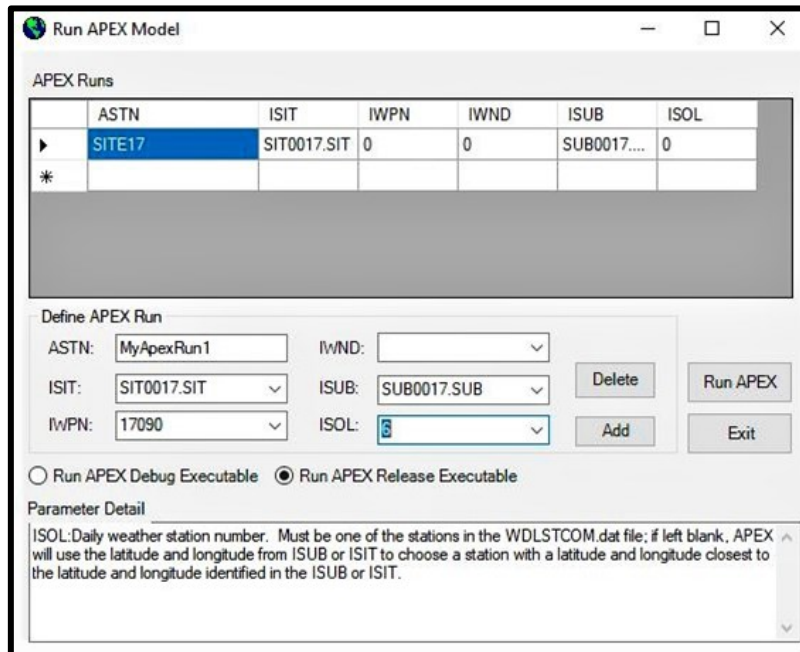 Run APEX Model
APEX Runs
ASTN ISIT IWPN IWND ISUB ISOL
SITE17 SIT0017.SIT 0 0 SUB0017.... 0
Define APEX Run
ASTN: MyApexRun1 IWND:
ISIT: SIT0017.SIT ISUB: SUB0017.SUB Delete Run APEX
IWPN: 17090 ISOL: 6 Add Exit
Run APEX Debug Executable Run APEX Release Executable
Parameter Detail
ISOL:Daily weather station number. Must be one of the stations in the WDLSTCOM.dat file; if left blank, APEX
will use the latitude and longitude from ISUB or ISIT to choose a station with a latitude and longitude closest to
the latitude and longitude identified in the ISUB or ISIT.